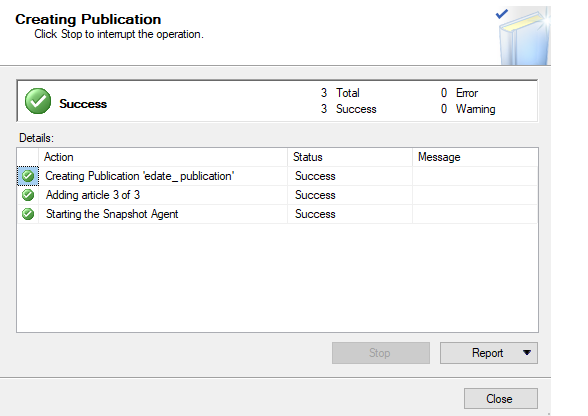 Creating Publication
Click Stop to interrupt the operation.
Success
3 Total 0 Error
3 Success 0 Warning
Details:
Action Status Message
Creating Publication 'edate_publication' Success
Adding article 3 of 3 Success
Starting the Snapshot Agent Success
Stop Report
Close